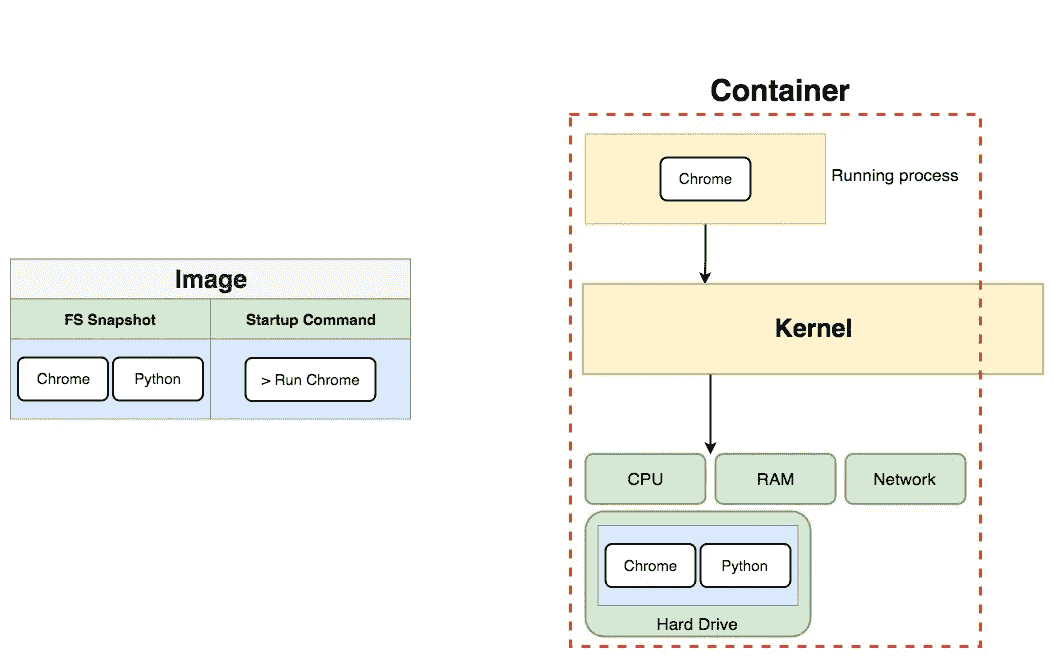 Container
Chrome
Running process
Image
FS Snapshot
Startup Command
Chrome
Python
> Run Chrome
Kernel
CPU
RAM
Network
Chrome
Python
Hard Drive